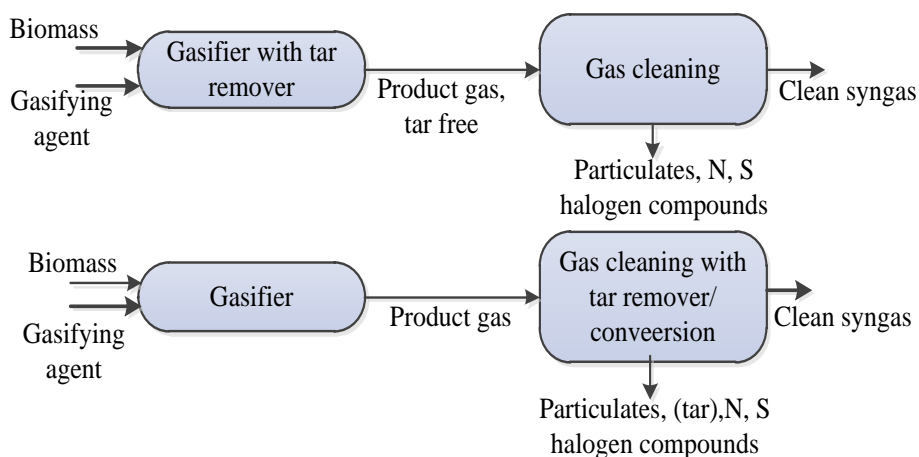 Biomass
Gasifying
agent
Gasifier with tar
remover
Product gas,
tar free
Gas cleaning
Clean syngas
Particulates, N, S
halogen compounds
Biomass
Gasifying
agent
Gasifier
Product gas
Gas cleaning with
tar remover/
conveersion
Clean syngas
Particulates, (tar),N, S
halogen compounds